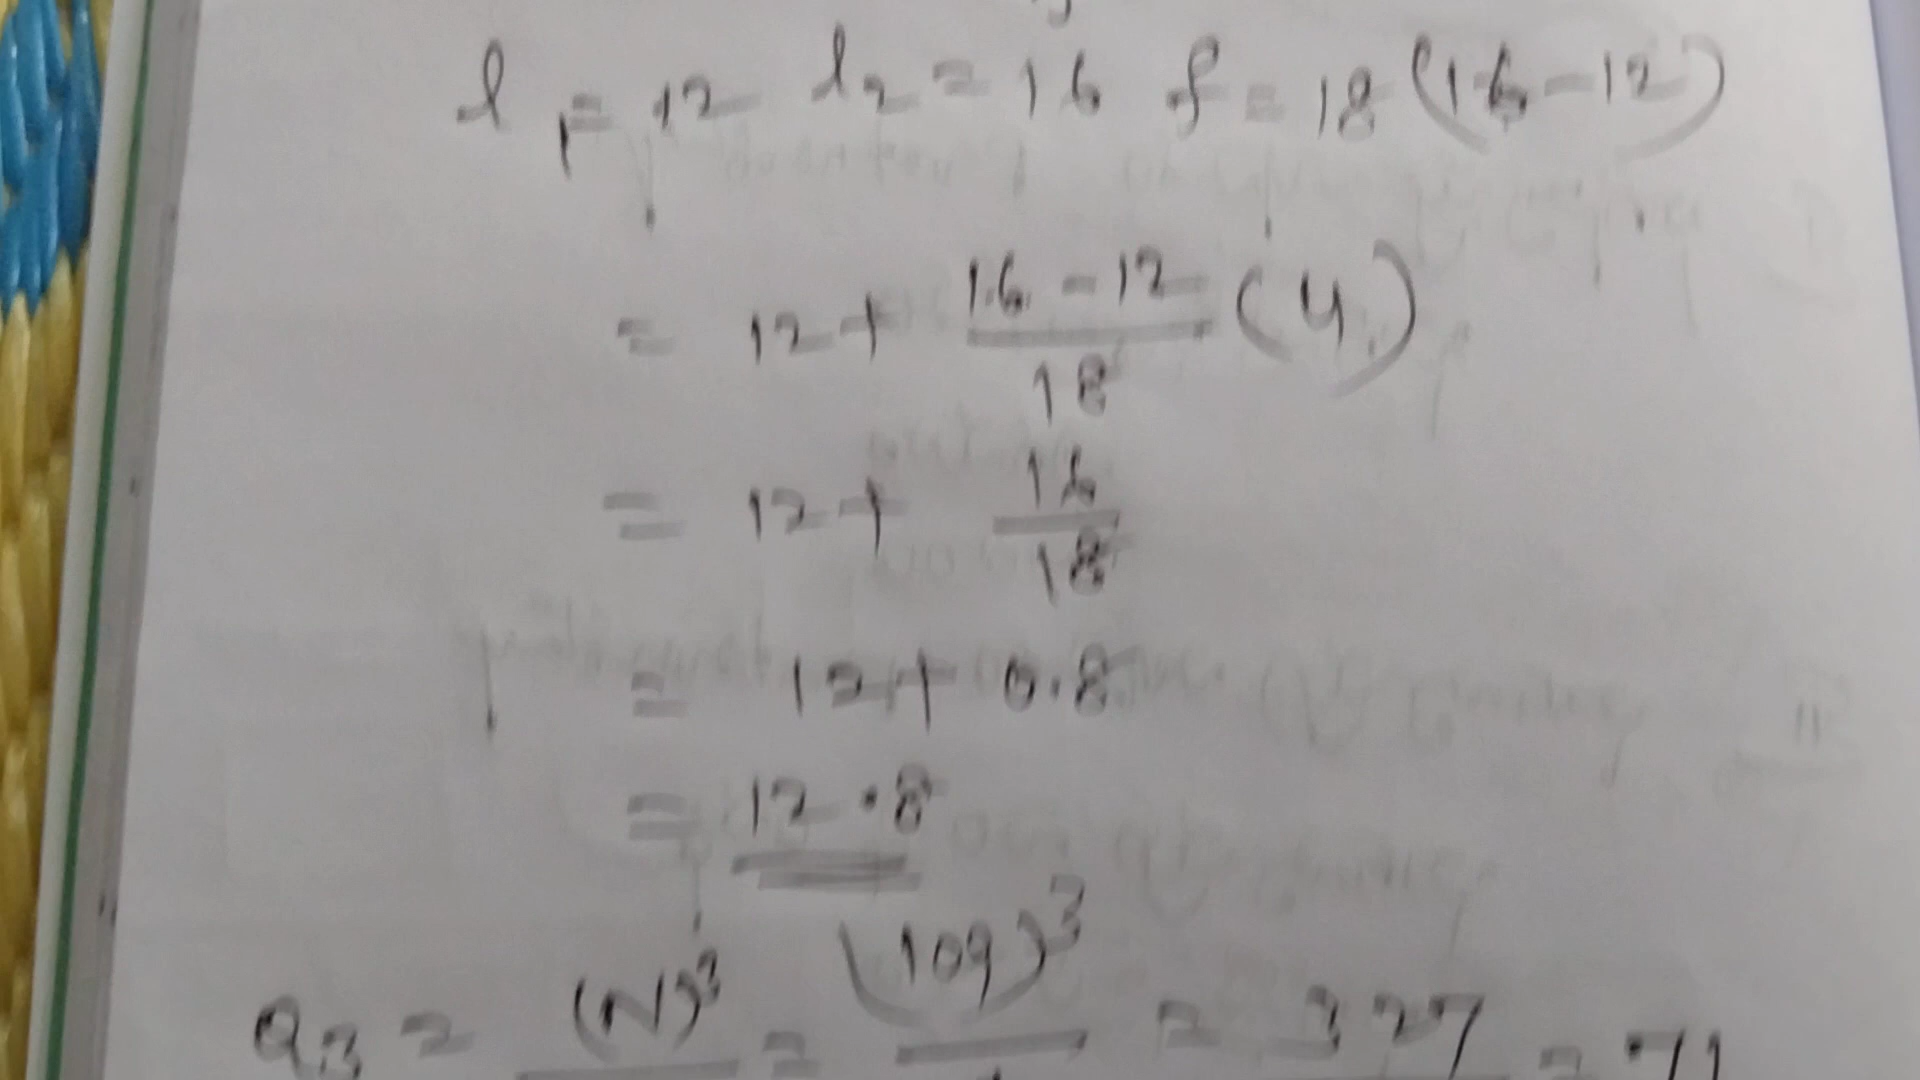 l₁ = 12 l₂ = 16 f = 18 (16-12)
= 12 + 16-12/18 (4)
= 12 + 16/18
= 12 + 0.8
= 12.8
Q3 = (N)3 = (109)3 = 327 = 71